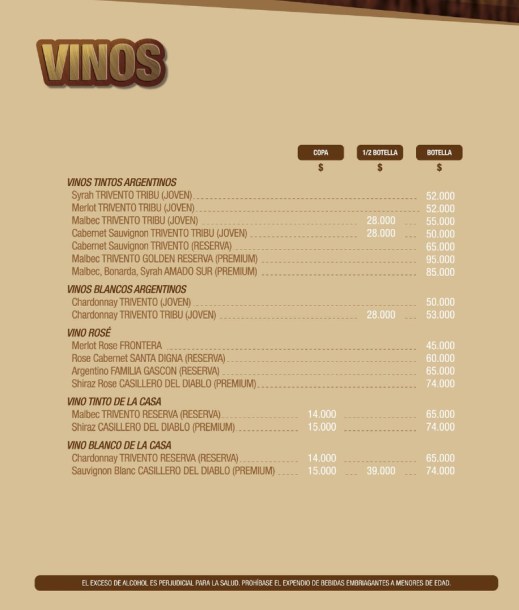 VINOS
COPA 1/2 BOTELLA BOTELLA
$ $ $
VINOS TINTOS ARGENTINOS
Syrah TRIVENTO TRIBU (JOVEN) 52.000
Merlot TRIVENTO TRIBU (JOVEN) 52.000
Malbec TRIVENTO TRIBU (JOVEN) 28.000 55.000
Cabernet Sauvignon TRIVENTO TRIBU (JOVEN) 28.000 50.000
Cabernet Sauvignon TRIVENTO (RESERVA) 65.000
Malbec TRIVENTO GOLDEN RESERVA (PREMIUM) 95.000
Malbec, Bonarda, Syrah AMADO SUR (PREMIUM) 85.000
VINOS BLANCOS ARGENTINOS
Chardonnay TRIVENTO (JOVEN) 50.000
Chardonnay TRIVENTO TRIBU (JOVEN) 28.000 53.000
VINO ROSÉ
Merlot Rose FRONTERA 45.000
Rose Cabernet SANTA DIGNA (RESERVA) 60.000
Argentino FAMILIA GASCON (RESERVA) 65.000
Shiraz Rose CASILLERO DEL DIABLO (PREMIUM) 74.000
VINO TINTO DE LA CASA
Malbec TRIVENTO RESERVA (RESERVA) 14.000 65.000
Shiraz CASILLERO DEL DIABLO (PREMIUM) 15.000 74.000
VINO BLANCO DE LA CASA
Chardonnay TRIVENTO RESERVA (RESERVA) 14.000 65.000
Sauvignon Blanc CASILLERO DEL DIABLO (PREMIUM) 15.000 39.000 74.000
EL EXCESO DE ALCOHOL ES PERJUDICIAL PARA LA SALUD. PROHÍBASE EL EXPENDIO DE BEBIDAS EMBRIAGANTES A MENORES DE EDAD.